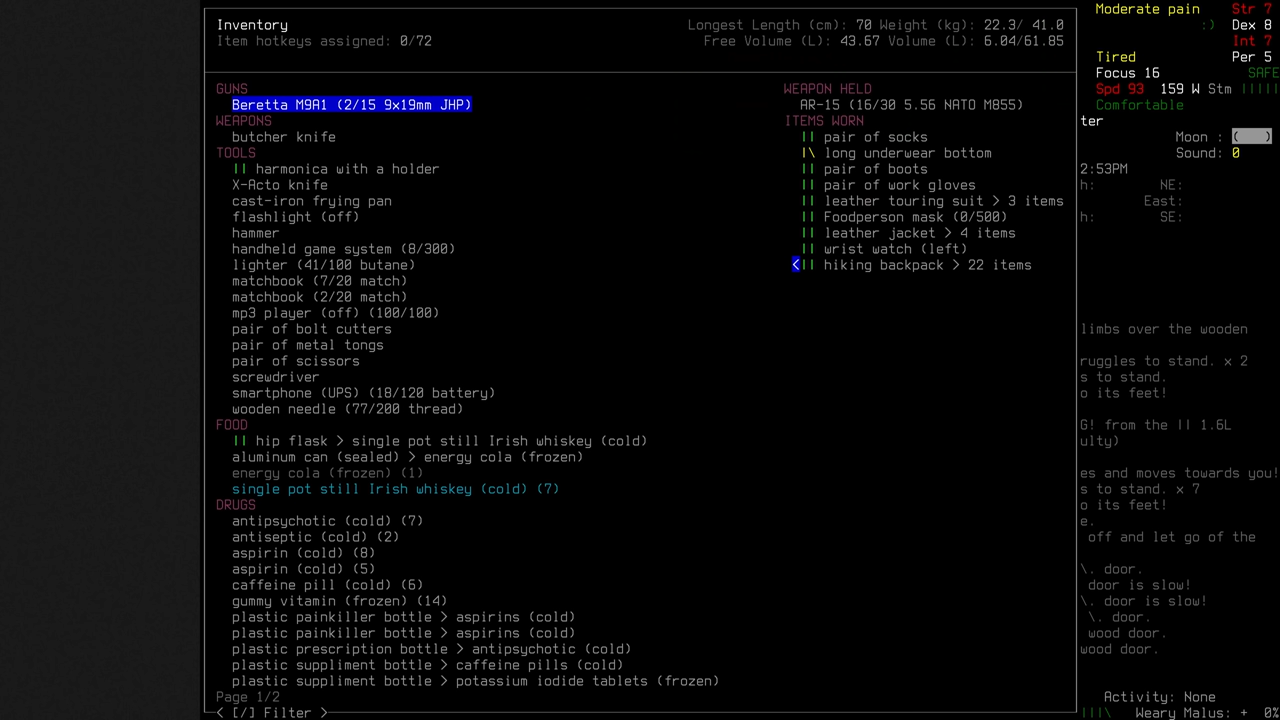 Inventory
Item hotkeys assigned: 0/72
Longest Length (cm): 70 Weight (kg): 22.3/ 41.0
Free Volume (L): 43.67 Volume (L): 6.04/61.85
GUNS
Beretta M9A1 (2/15 9x19mm JHP)
WEAPONS
butcher knife
TOOLS
|| harmonica with a holder
X-Acto knife
cast-iron frying pan
flashlight (off)
hammer
handheld game system (8/300)
lighter (41/100 butane)
matchbook (7/20 match)
matchbook (2/20 match)
mp3 player (off) (100/100)
pair of bolt cutters
pair of metal tongs
pair of scissors
screwdriver
smartphone (UPS) (18/120 battery)
wooden needle (77/200 thread)
FOOD
|| hip flask > single pot still Irish whiskey (cold)
aluminum can (sealed) > energy cola (frozen)
energy cola (frozen) (1)
single pot still Irish whiskey (cold) (7)
DRUGS
antipsychotic (cold) (7)
antiseptic (cold) (2)
aspirin (cold) (8)
aspirin (cold) (5)
caffeine pill (cold) (6)
gummy vitamin (frozen) (14)
plastic painkiller bottle > aspirins (cold)
plastic painkiller bottle > aspirins (cold)
plastic prescription bottle > antipsychotic (cold)
plastic suppliment bottle > caffeine pills (cold)
plastic suppliment bottle > potassium iodide tablets (frozen)
Page 1/2
< [/] Filter >
WEAPON HELD
AR-15 (16/30 5.56 NATO M855)
ITEMS WORN
|| pair of socks
|\ long underwear bottom
|| pair of boots
|| pair of work gloves
|| leather touring suit > 3 items
|| Foodperson mask (0/500)
|| leather jacket > 4 items
|| wrist watch (left)
<|| hiking backpack > 22 items
Moderate pain Str 7
:) Dex 8
Int 7
Tired Per 5
Focus 16 SAFE
Spd 93 159 W Stm |||||
Comfortable
ter
Moon : ( )
Sound: 0
2:53PM
h: NE:
East:
h: SE:
limbs over the wooden
ruggles to stand. x 2
s to stand.
o its feet!
G! from the || 1.6L
ulty)
es and moves towards you!
s to stand. x 7
o its feet!
e.
off and let go of the
\. door.
door is slow!
\. door is slow!
\. door.
wood door.
wood door.
Activity: None
|||\ Weary Malus: + 0%